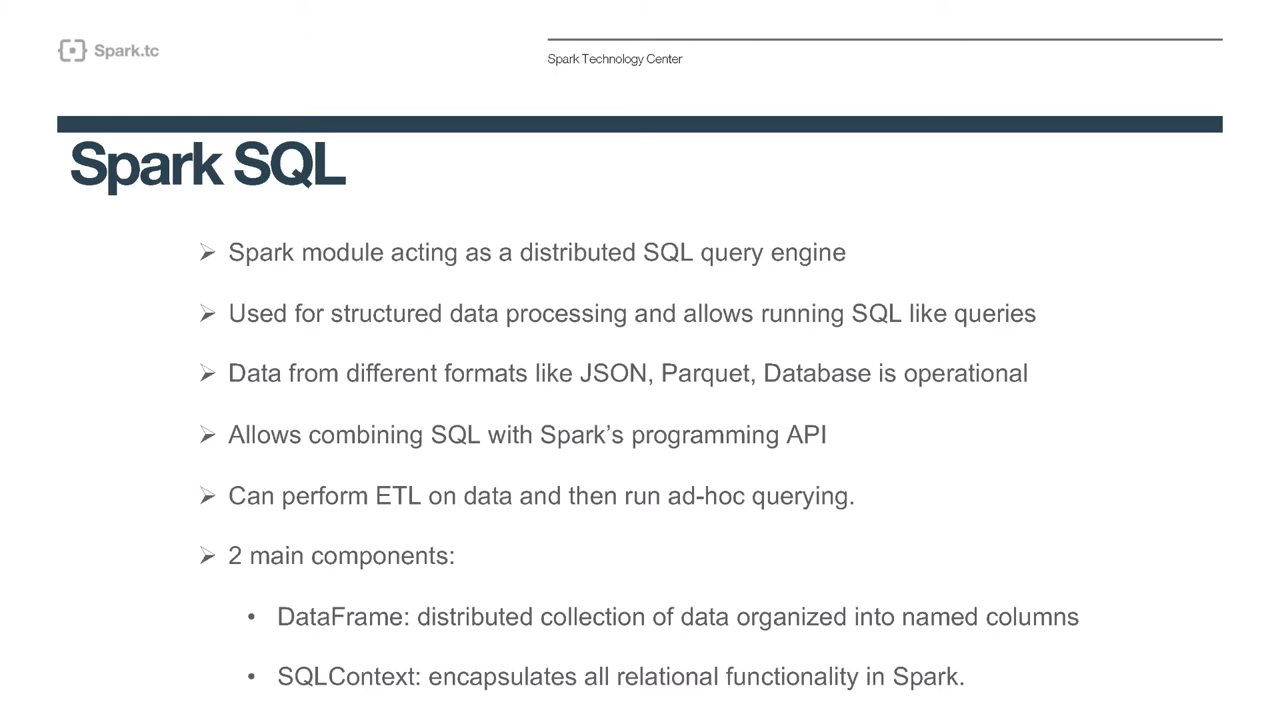 Spark.tc
Spark Technology Center
Spark SQL
➢ Spark module acting as a distributed SQL query engine
➢ Used for structured data processing and allows running SQL like queries
➢ Data from different formats like JSON, Parquet, Database is operational
➢ Allows combining SQL with Spark’s programming API
➢ Can perform ETL on data and then run ad-hoc querying.
➢ 2 main components:
• DataFrame: distributed collection of data organized into named columns
• SQLContext: encapsulates all relational functionality in Spark.